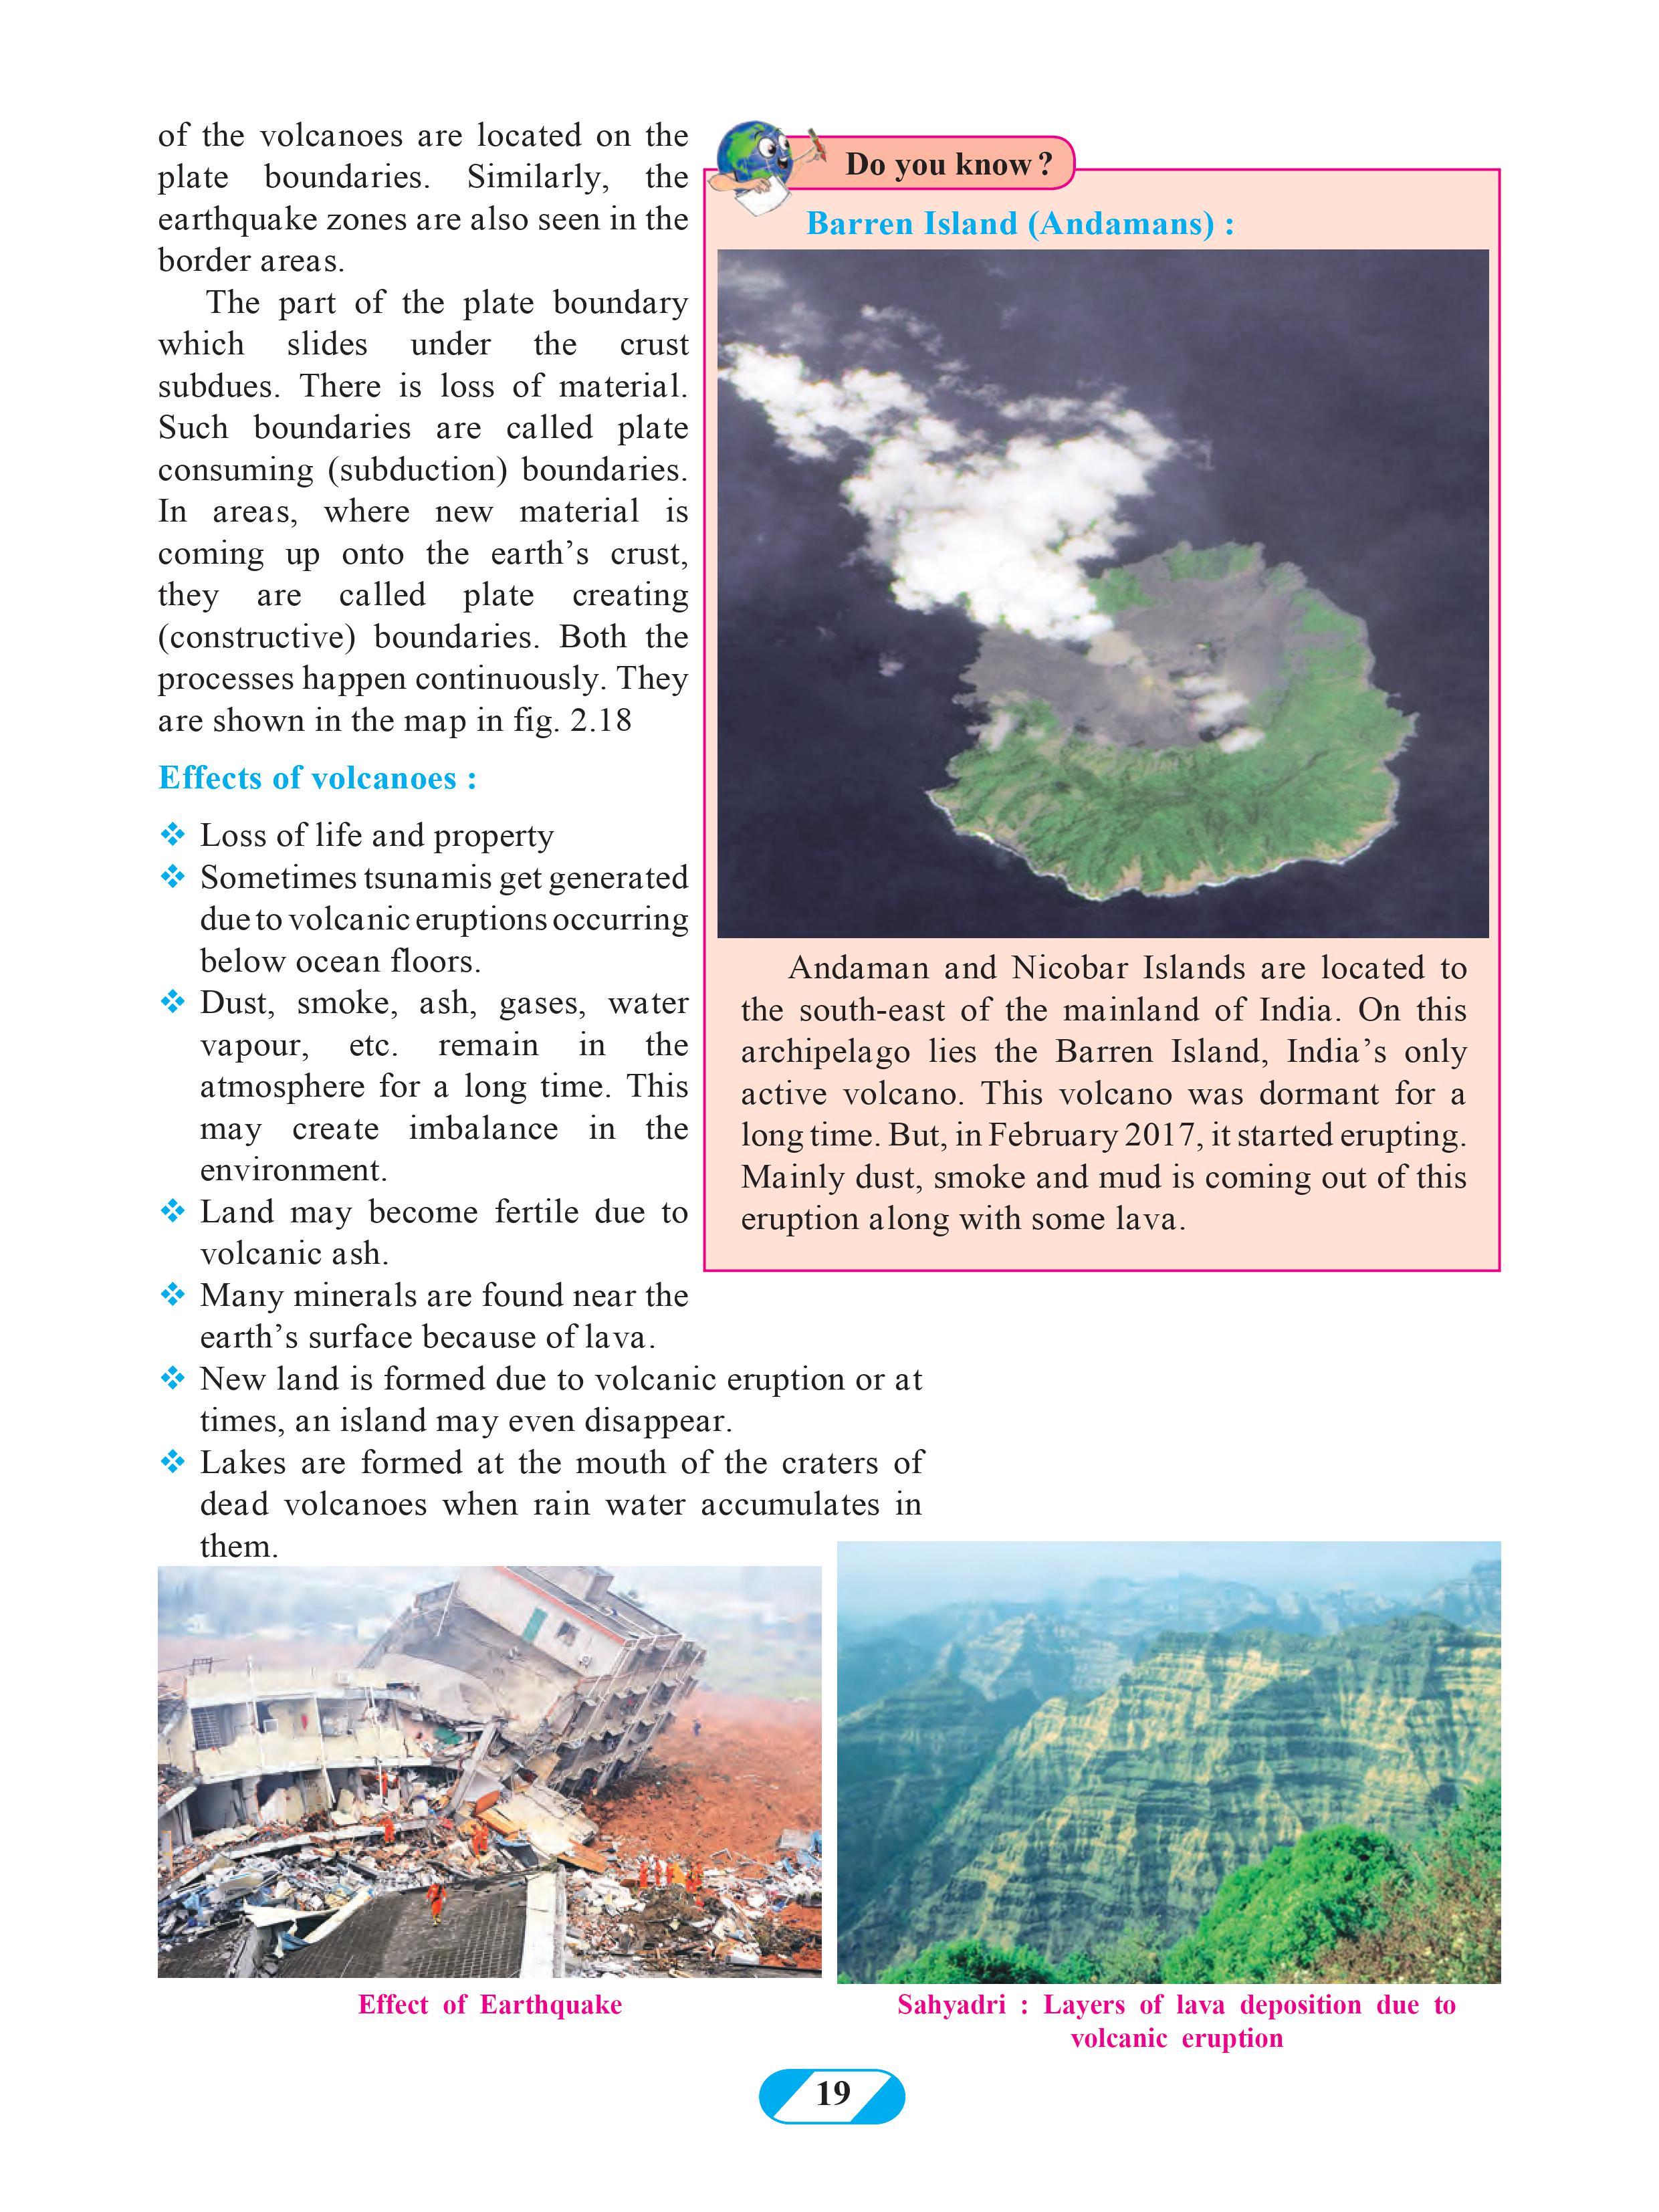 of the volcanoes are located on the
plate boundaries. Similarly, the
earthquake zones are also seen in the
border areas.
The part of the plate boundary
which slides under the crust
subdues. There is loss of material.
Such boundaries are called plate
consuming (subduction) boundaries.
In areas, where new material is
coming up onto the earth’s crust,
they are called plate creating
(constructive) boundaries. Both the
processes happen continuously. They
are shown in the map in fig. 2.18
Effects of volcanoes :
❖ Loss of life and property
❖ Sometimes tsunamis get generated
due to volcanic eruptions occurring
below ocean floors.
❖ Dust, smoke, ash, gases, water
vapour, etc. remain in the
atmosphere for a long time. This
may create imbalance in the
environment.
❖ Land may become fertile due to
volcanic ash.
❖ Many minerals are found near the
earth’s surface because of lava.
❖ New land is formed due to volcanic eruption or at
times, an island may even disappear.
❖ Lakes are formed at the mouth of the craters of
dead volcanoes when rain water accumulates in
them.
Do you know ?
Barren Island (Andamans) :
Andaman and Nicobar Islands are located to
the south-east of the mainland of India. On this
archipelago lies the Barren Island, India’s only
active volcano. This volcano was dormant for a
long time. But, in February 2017, it started erupting.
Mainly dust, smoke and mud is coming out of this
eruption along with some lava.
Effect of Earthquake
Sahyadri : Layers of lava deposition due to
volcanic eruption
19